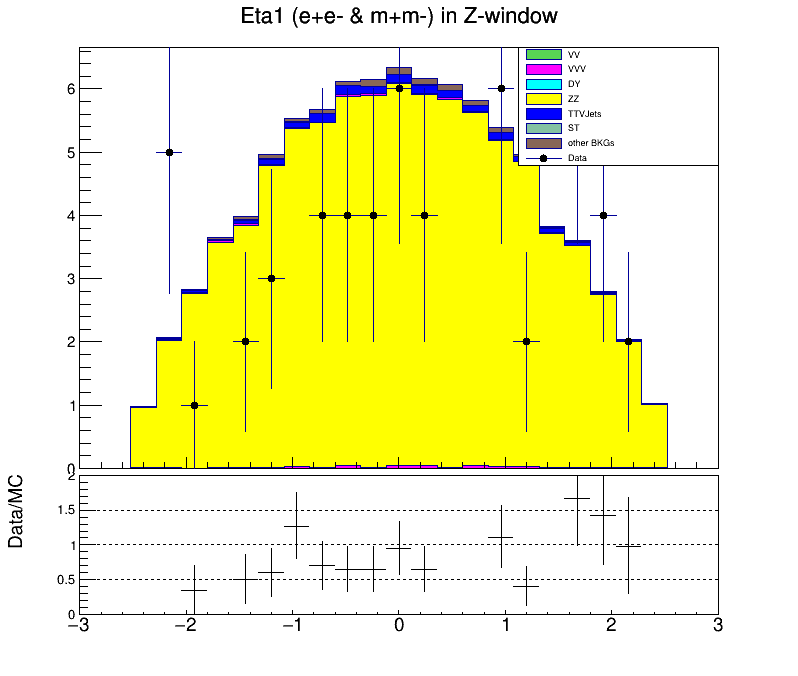 Eta1 (e+e- & m+m-) in Z-window
VV
VVV
DY
ZZ
TTVJets
ST
other BKGs
Data
6
5
4
3
2
1
0
Data/MC
2
1.5
1
0.5
0
−3 −2 −1 0 1 2 3